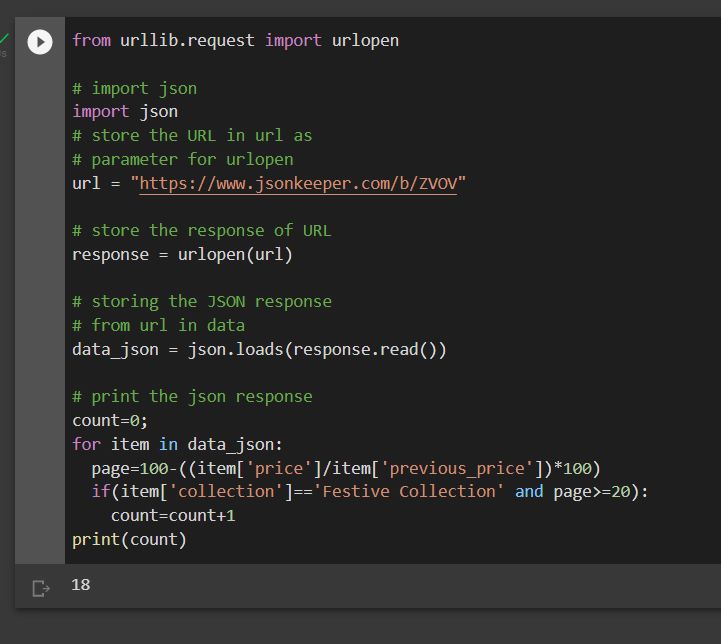 from urllib.request import urlopen
# import json
import json
# store the URL in url as
# parameter for urlopen
url = "https://www.jsonkeeper.com/b/ZVOV"
# store the response of URL
response = urlopen(url)
# storing the JSON response
# from url in data
data_json = json.loads(response.read())
# print the json response
count=0;
for item in data_json:
page=100-((item['price']/item['previous_price'])*100)
if(item['collection']=='Festive Collection' and page>=20):
count=count+1
print(count)
18